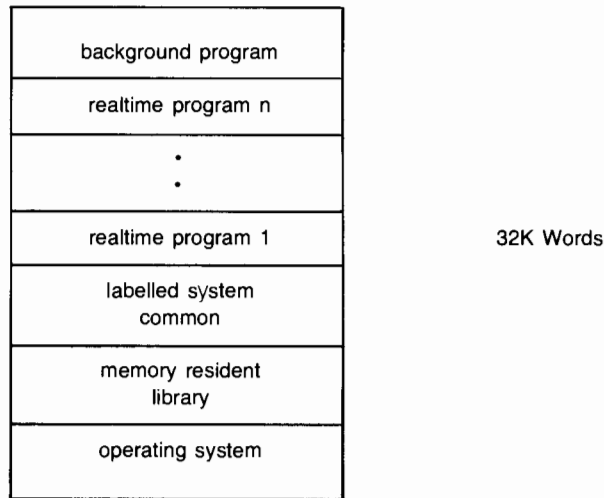 background program
realtime program n
.
.
realtime program 1
32K Words
labelled system
common
memory resident
library
operating system